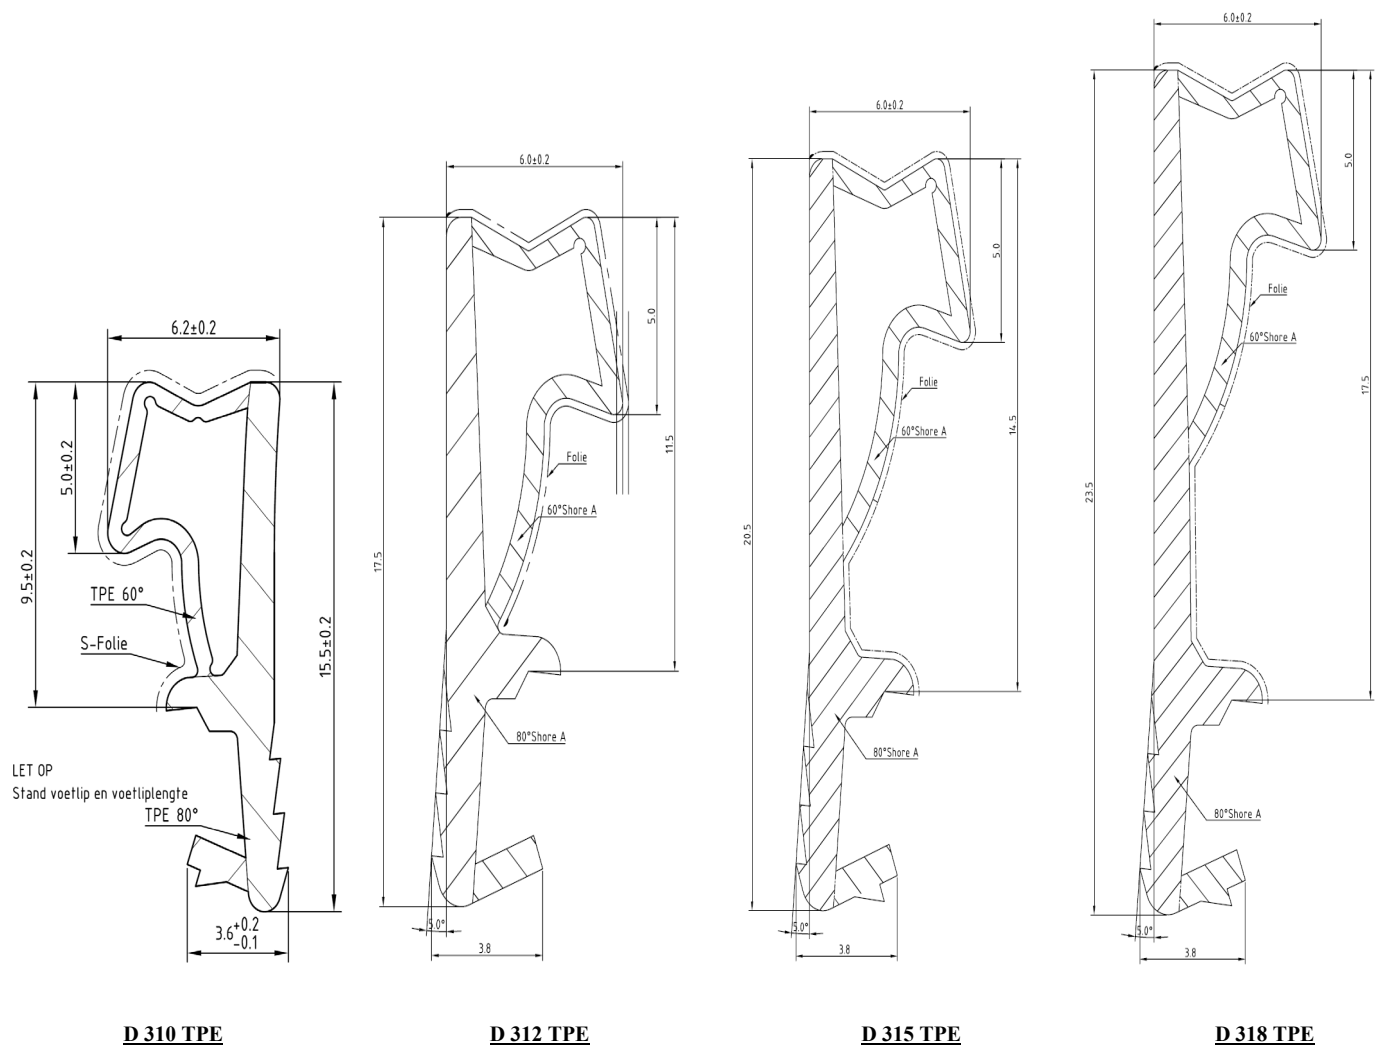 6.2±0.2
5.0±0.2
9.5±0.2
15.5±0.2
TPE 60°
S-Folie
LET OP
Stand voetlip en voetliplengte
TPE 80°
3.6+0.2
-0.1
D 310 TPE
6.0±0.2
5.0
11.5
17.5
Folie
60°Shore A
80°Shore A
5.0°
3.8
D 312 TPE
6.0±0.2
5.0
14.5
20.5
Folie
60°Shore A
80°Shore A
5.0°
3.8
D 315 TPE
6.0±0.2
5.0
17.5
23.5
Folie
60°Shore A
80°Shore A
5.0°
3.8
D 318 TPE